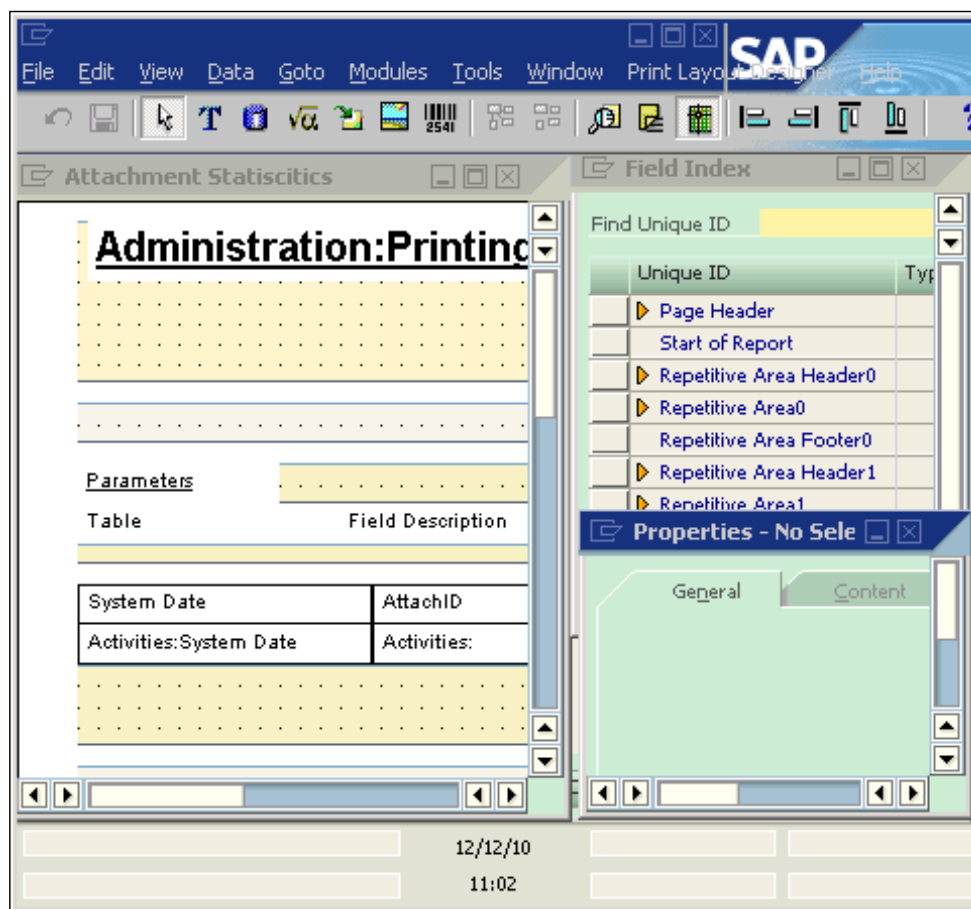 SAP
File Edit View Data Goto Modules Tools Window Print Layout Designer Help
T √α 2541 ?
Attachment Statiscitics
Field Index
Administration:Printing
Find Unique ID
Unique ID Typ
Page Header
Start of Report
Repetitive Area Header0
Repetitive Area0
Repetitive Area Footer0
Repetitive Area Header1
Repetitive Area1
Parameters
Table Field Description
Properties - No Sele
General Content
System Date AttachID
Activities:System Date Activities:
12/12/10
11:02